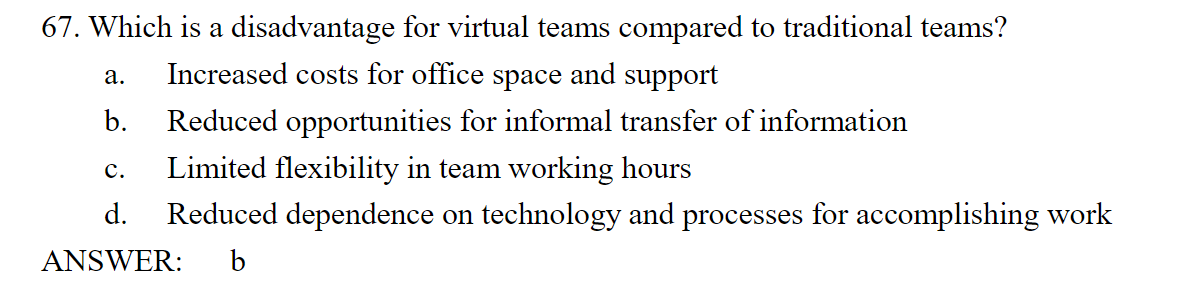 67. Which is a disadvantage for virtual teams compared to traditional teams?
a. Increased costs for office space and support
b. Reduced opportunities for informal transfer of information
c. Limited flexibility in team working hours
d. Reduced dependence on technology and processes for accomplishing work
ANSWER: b